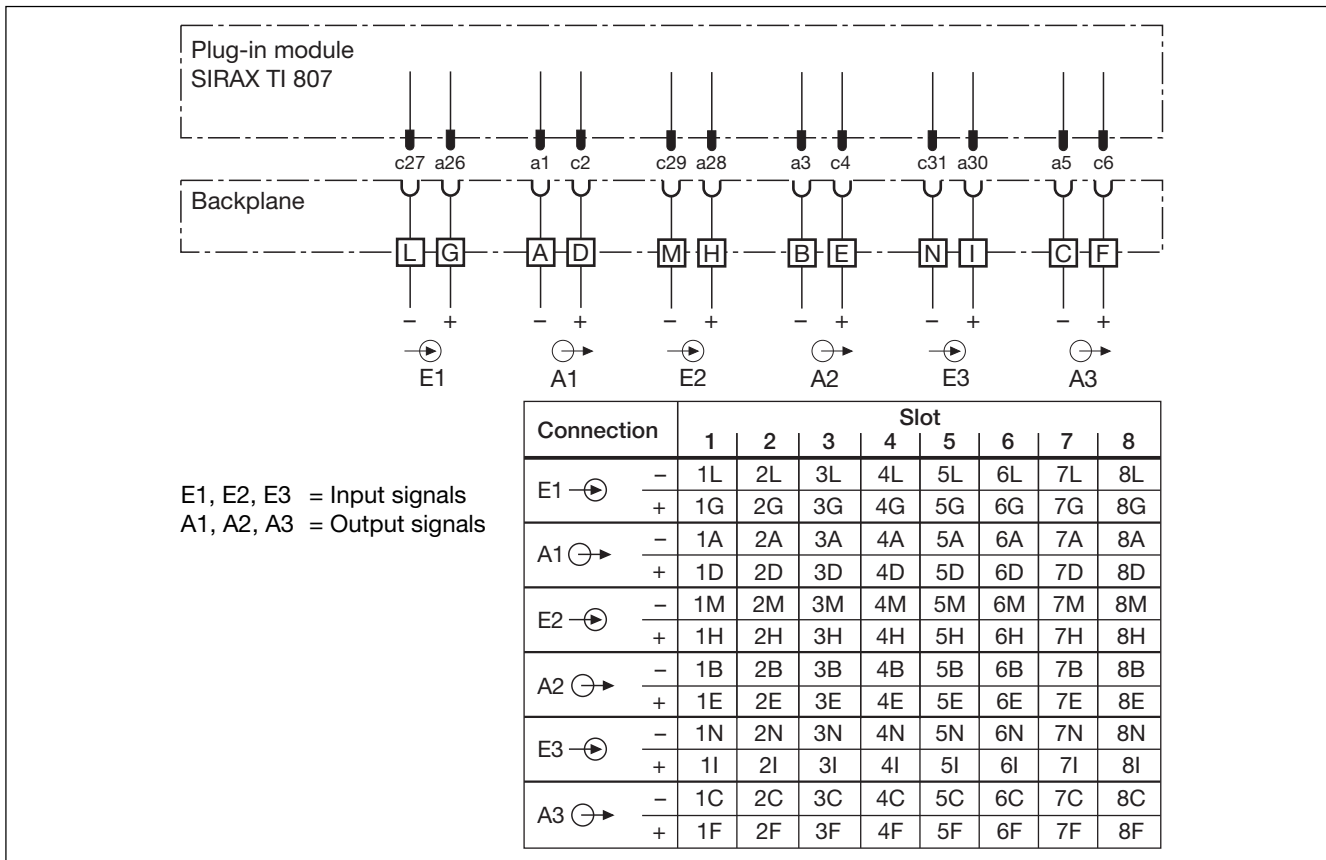 Plug-in module
SIRAX TI 807
c27 a26 a1 c2 c29 a28 a3 c4 c31 a30 a5 c6
Backplane
L G A D M H B E N I C F
– + – + – + – + – + – +
E1 A1 E2 A2 E3 A3
E1, E2, E3 = Input signals
A1, A2, A3 = Output signals
Connection Slot
1 2 3 4 5 6 7 8
E1 – 1L 2L 3L 4L 5L 6L 7L 8L
+ 1G 2G 3G 4G 5G 6G 7G 8G
A1 – 1A 2A 3A 4A 5A 6A 7A 8A
+ 1D 2D 3D 4D 5D 6D 7D 8D
E2 – 1M 2M 3M 4M 5M 6M 7M 8M
+ 1H 2H 3H 4H 5H 6H 7H 8H
A2 – 1B 2B 3B 4B 5B 6B 7B 8B
+ 1E 2E 3E 4E 5E 6E 7E 8E
E3 – 1N 2N 3N 4N 5N 6N 7N 8N
+ 1I 2I 3I 4I 5I 6I 7I 8I
A3 – 1C 2C 3C 4C 5C 6C 7C 8C
+ 1F 2F 3F 4F 5F 6F 7F 8F